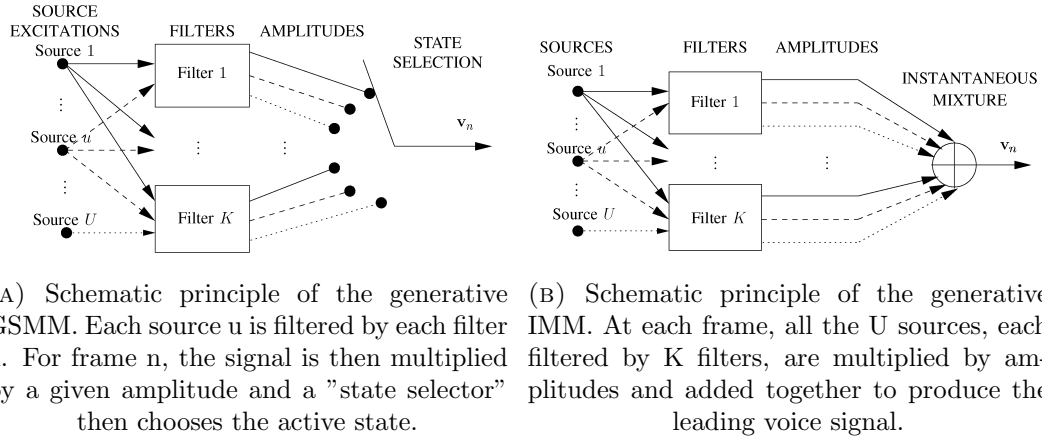 SOURCE
EXCITATIONS
FILTERS
AMPLITUDES
Source 1
Filter 1
STATE
SELECTION
Source u
v_n
Source U
Filter K
SOURCES
FILTERS
AMPLITUDES
Source 1
Filter 1
INSTANTANEOUS
MIXTURE
Source u
v_n
Source U
Filter K
A) Schematic principle of the generative
GSMM. Each source u is filtered by each filter
. For frame n, the signal is then multiplied
by a given amplitude and a ”state selector”
then chooses the active state.
(B) Schematic principle of the generative
IMM. At each frame, all the U sources, each
filtered by K filters, are multiplied by am-
plitudes and added together to produce the
leading voice signal.